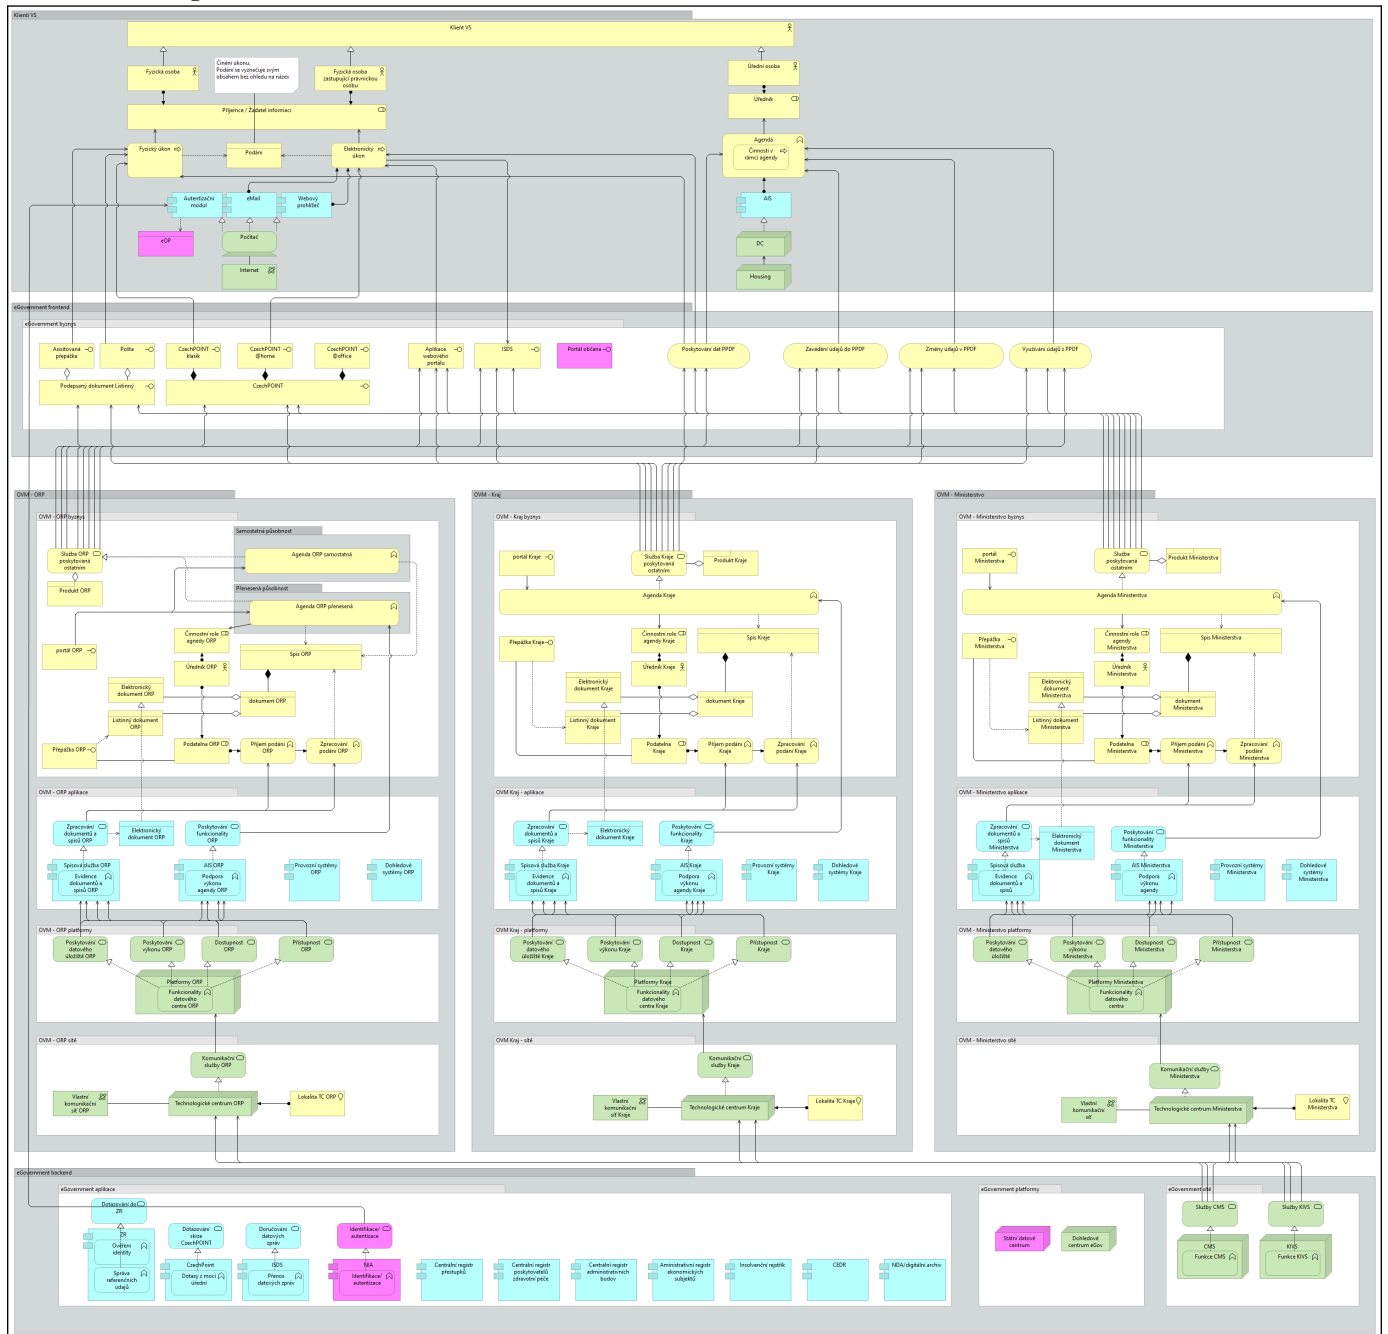 Klienti VS
Klient VS
Fyzická osoba
Činění úkonu.
Podání se vyznačuje svým
obsahem bez ohledu na název
Fyzická osoba
zastupující právnickou
osobu
Úřední osoba
Příjemce / Žadatel informací
Úředník
Fyzický úkon
Podání
Elektronický
úkon
Agenda
Činnosti v
rámci agendy
Autentizační
modul
eMail
Webový
prohlížeč
AIS
eOP
Počítač
DC
Internet
Housing
eGovernment frontend
eGovernment byznys
Asistovaná
přepážka
Pošta
CzechPOINT
klasik
CzechPOINT
@home
CzechPOINT
@office
Aplikace
webového
portálu
ISDS
Portál občana
Poskytování dat PPDF
Zavádění údajů do PPDF
Změny údajů v PPDF
Využívání údajů z PPDF
Podepsaný dokument Listinný
CzechPOINT
OVM - ORP
OVM - ORP byznys
Samostatná působnost
Služba ORP
poskytovaná
ostatním
Agenda ORP samostatná
Produkt ORP
Přenesená působnost
Agenda ORP přenesená
Činnostní role
agnedy ORP
portál ORP
Spis ORP
Úředník ORP
Elektronický
dokument ORP
dokument ORP
Listinný dokument
ORP
Přepážka ORP
Podatelna ORP
Příjem podání
ORP
Zpracování
podání ORP
OVM - ORP aplikace
Zpracování
dokumentů a
spisů ORP
Elektronický
dokument ORP
Poskytování
funkcionality
ORP
Spisová služba ORP
Evidence
dokumentů a
spisů ORP
AIS ORP
Podpora
výkonu
agendy ORP
Provozní systémy
ORP
Dohledové
systémy ORP
OVM - ORP platformy
Poskytování
datového
úložiště ORP
Poskytování
výkonu ORP
Dostupnost
ORP
Přístupnost
ORP
Platformy ORP
Funkcionality
datového
centra ORP
OVM - ORP sítě
Komunikační
služby ORP
Vlastní
komunikační
síť ORP
Technologické centrum ORP
Lokalita TC ORP
OVM - Kraj
OVM - Kraj byznys
portál Kraje
Služba Kraje
poskytovaná
ostatním
Produkt Kraje
Agenda Kraje
Přepážka Kraje
Činnostní role
agendy Kraje
Spis Kraje
Úředník Kraje
Elektronický
dokument Kraje
dokument Kraje
Listinný dokument
Kraje
Podatelna
Kraje
Příjem podání
Kraje
Zpracování
podání Kraje
OVM Kraj - aplikace
Zpracování
dokumentů a
spisů Kraje
Elektronický
dokument Kraje
Poskytování
funkcionality
Kraje
Spisová služba Kraje
Evidence
dokumentů a
spisů Kraje
AIS Kraje
Podpora
výkonu
agendy Kraje
Provozní systémy
Kraje
Dohledové
systémy Kraje
OVM Kraj - platformy
Poskytování
datového
úložiště Kraje
Poskytování
výkonu Kraje
Dostupnost
Kraje
Přístupnost
Kraje
Platformy Kraje
Funkcionality
datového
centra Kraje
OVM Kraj - sítě
Komunikační
služby Kraje
Vlastní
komunikační
síť Kraje
Technologické centrum Kraje
Lokalita TC Kraje
OVM - Ministerstvo
OVM - Ministerstvo byznys
portál
Ministerstva
Služba
poskytovaná
ostatním
Produkt Ministerstva
Agenda Ministerstva
Přepážka
Ministerstva
Činnostní role
agendy
Ministerstva
Spis Ministerstva
Úředník
Ministerstva
Elektronický
dokument
Ministerstva
dokument
Ministerstva
Listinný dokument
Ministerstva
Podatelna
Ministerstva
Příjem podání
Ministerstva
Zpracování
podání
Ministerstva
OVM - Ministerstvo aplikace
Zpracování
dokumentů a
spisů
Ministerstva
Elektronický
dokument
Ministerstva
Poskytování
funkcionality
Ministerstva
Spisová služba
Evidence
dokumentů a
spisů
AIS Ministerstva
Podpora
výkonu
agendy
Provozní systémy
Ministerstva
Dohledové
systémy
Ministerstva
OVM - Ministerstvo platformy
Poskytování
datového
úložiště
Poskytování
výkonu
Ministerstva
Dostupnost
Ministerstva
Přístupnost
Ministerstva
Platformy Ministerstva
Funkcionality
datového
centra
OVM - Ministerstvo sítě
Komunikační služby
Ministerstva
Vlastní
komunikační
síť
Technologické centrum Ministerstva
Lokalita TC
Ministerstva
eGovernment backend
eGovernment aplikace
Dotazování do
ZR
ZR
Ověření
identity
Správa
referenčních
údajů
Dotazování
skrze
CzechPOINT
CzechPoint
Dotazy z moci
úřední
Doručování
datových
zpráv
ISDS
Přenos
datových zpráv
Identifikace/
autentizace
NIA
Identifikace/
autentizace
Centrální registr
přestupků
Centrální registr
poskytovatelů
zdravotní péče
Centrální registr
administrativních
budov
Aministrativní registr
ekonomických
subjektů
Insolvenční rejstřík
CEDR
NDA/digitální archiv
eGovernment platformy
Státní datové
centrum
Dohledové
centrum eGov
eGovernment sítě
Služby CMS
CMS
Funkce CMS
Služby KIVS
KIVS
Funkce KIVS